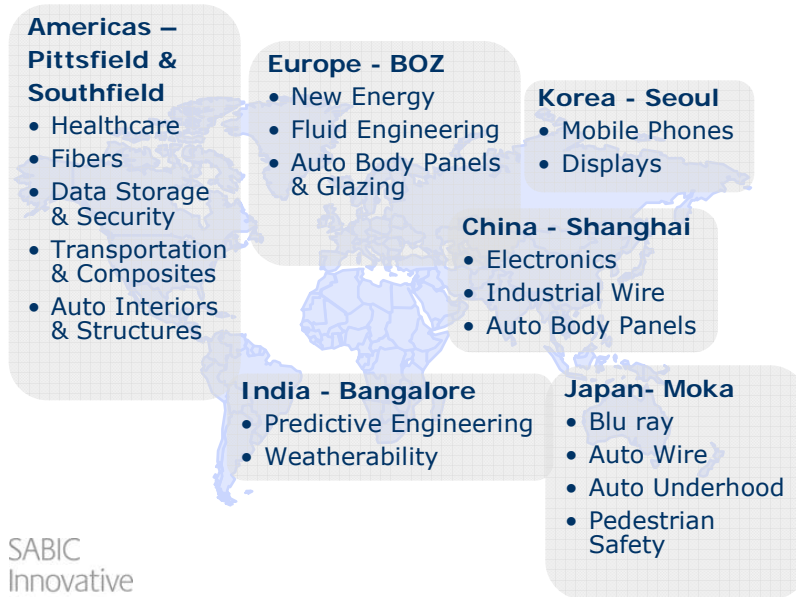 Americas –
Pittsfield &
Southfield
• Healthcare
• Fibers
• Data Storage
& Security
• Transportation
& Composites
• Auto Interiors
& Structures
Europe - BOZ
• New Energy
• Fluid Engineering
• Auto Body Panels
& Glazing
Korea - Seoul
• Mobile Phones
• Displays
China - Shanghai
• Electronics
• Industrial Wire
• Auto Body Panels
India - Bangalore
• Predictive Engineering
• Weatherability
Japan- Moka
• Blu ray
• Auto Wire
• Auto Underhood
• Pedestrian
Safety
SABIC
Innovative